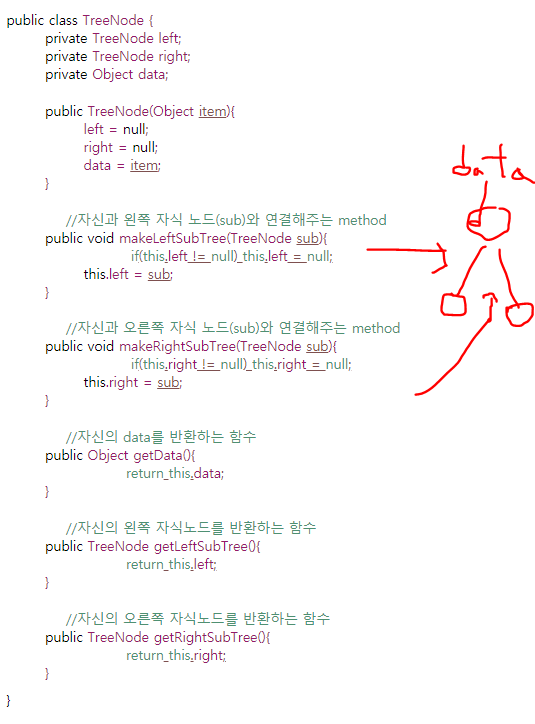 public class TreeNode {
private TreeNode left;
private TreeNode right;
private Object data;
public TreeNode(Object item){
left = null;
right = null;
data = item;
}
//자신과 왼쪽 자식 노드(sub)와 연결해주는 method
public void makeLeftSubTree(TreeNode sub){
if(this.left != null) this.left = null;
this.left = sub;
}
//자신과 오른쪽 자식 노드(sub)와 연결해주는 method
public void makeRightSubTree(TreeNode sub){
if(this.right != null) this.right = null;
this.right = sub;
}
//자신의 data를 반환하는 함수
public Object getData(){
return this.data;
}
//자신의 왼쪽 자식노드를 반환하는 함수
public TreeNode getLeftSubTree(){
return this.left;
}
//자신의 오른쪽 자식노드를 반환하는 함수
public TreeNode getRightSubTree(){
return this.right;
}
}
data